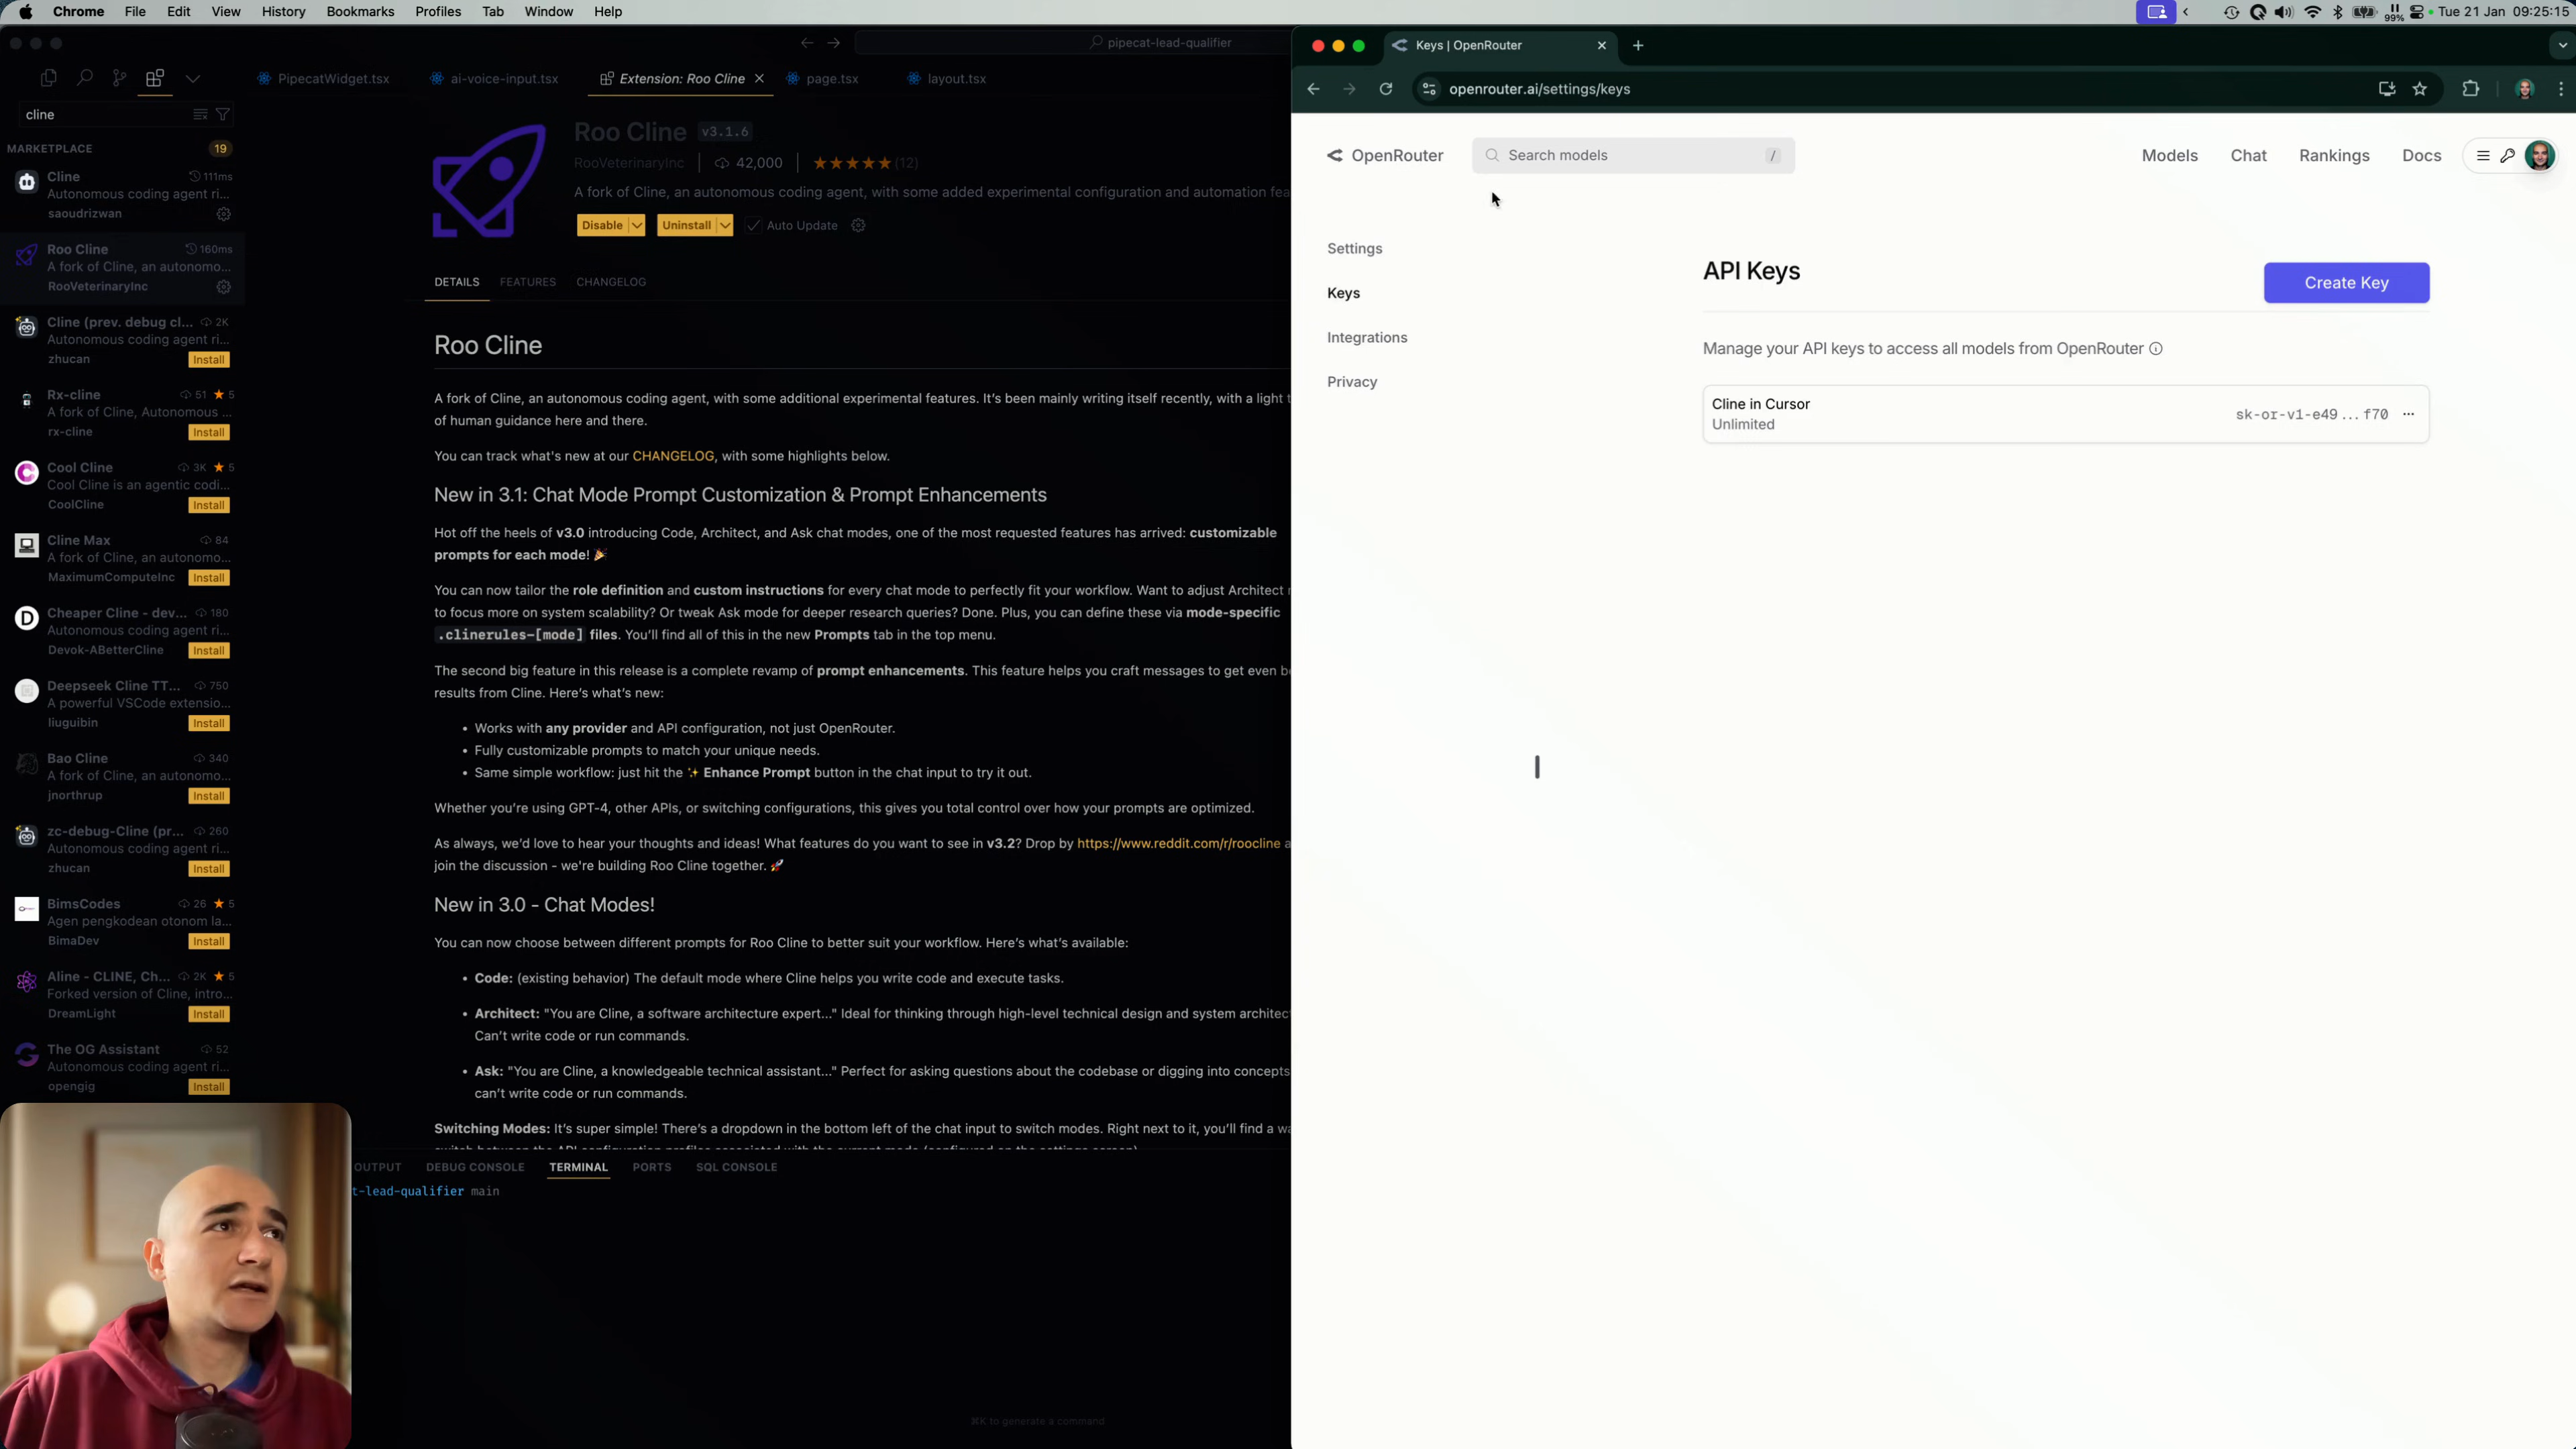 Chrome File Edit View History Bookmarks Profiles Tab Window Help
99%
Tue 21 Jan 09:25:15
pipecat-lead-qualifier
PipecatWidget.tsx
ai-voice-input.tsx
Extension: Roo Cline
page.tsx
layout.tsx
cline
MARKETPLACE
19
Cline 111ms
Autonomous coding agent ri...
saoudrizwan
Roo Cline 160ms
A fork of Cline, an autonomo...
RooVeterinaryInc
Cline (prev. debug cl... 2K
Autonomous coding agent ri...
zhucan Install
Rx-cline 51 5
A fork of Cline, Autonomous ...
rx-cline Install
Cool Cline 3K 5
Cool Cline is an agentic codi...
CoolCline Install
Cline Max 84
A fork of Cline, an autonomo...
MaximumComputeInc Install
Cheaper Cline - dev... 180
Autonomous coding agent ri...
Devok-ABetterCline Install
Deepseek Cline TT... 750
A powerful VSCode extensio...
liuguibin Install
Bao Cline 340
A fork of Cline, an autonomo...
jnorthrup Install
zc-debug-Cline (pr... 260
Autonomous coding agent ri...
zhucan Install
BimsCodes 26 5
Agen pengkodean otonom la...
BimaDev Install
Aline - CLINE, Ch... 2K 5
Forked version of Cline, intro...
DreamLight Install
The OG Assistant 52
Autonomous coding agent ri...
opengig Install
Roo Cline v3.1.6
RooVeterinaryInc 42,000 (12)
A fork of Cline, an autonomous coding agent, with some added experimental configuration and automation fea
Disable Uninstall Auto Update
DETAILS FEATURES CHANGELOG
Roo Cline
A fork of Cline, an autonomous coding agent, with some additional experimental features. It's been mainly writing itself recently, with a light t
of human guidance here and there.
You can track what's new at our CHANGELOG, with some highlights below.
New in 3.1: Chat Mode Prompt Customization & Prompt Enhancements
Hot off the heels of v3.0 introducing Code, Architect, and Ask chat modes, one of the most requested features has arrived: customizable
prompts for each mode! 🎉
You can now tailor the role definition and custom instructions for every chat mode to perfectly fit your workflow. Want to adjust Architect
to focus more on system scalability? Or tweak Ask mode for deeper research queries? Done. Plus, you can define these via mode-specific
.clinerules-[mode] files. You'll find all of this in the new Prompts tab in the top menu.
The second big feature in this release is a complete revamp of prompt enhancements. This feature helps you craft messages to get even b
results from Cline. Here's what's new:
• Works with any provider and API configuration, not just OpenRouter.
• Fully customizable prompts to match your unique needs.
• Same simple workflow: just hit the ✨ Enhance Prompt button in the chat input to try it out.
Whether you're using GPT-4, other APIs, or switching configurations, this gives you total control over how your prompts are optimized.
As always, we'd love to hear your thoughts and ideas! What features do you want to see in v3.2? Drop by https://www.reddit.com/r/roocline a
join the discussion - we're building Roo Cline together. 🚀
New in 3.0 - Chat Modes!
You can now choose between different prompts for Roo Cline to better suit your workflow. Here's what's available:
• Code: (existing behavior) The default mode where Cline helps you write code and execute tasks.
• Architect: "You are Cline, a software architecture expert..." Ideal for thinking through high-level technical design and system architec
Can't write code or run commands.
• Ask: "You are Cline, a knowledgeable technical assistant..." Perfect for asking questions about the codebase or digging into concepts
can't write code or run commands.
Switching Modes: It's super simple! There's a dropdown in the bottom left of the chat input to switch modes. Right next to it, you'll find a wa
switch between the API configuration profiles associated with the current mode (configured on the settings screen).
OUTPUT DEBUG CONSOLE TERMINAL PORTS SQL CONSOLE
t-lead-qualifier main
⌘K to generate a command
Keys | OpenRouter
openrouter.ai/settings/keys
OpenRouter
Search models /
Models Chat Rankings Docs
Settings
Keys
Integrations
Privacy
API Keys
Create Key
Manage your API keys to access all models from OpenRouter
Cline in Cursor
Unlimited
sk-or-v1-e49...f70